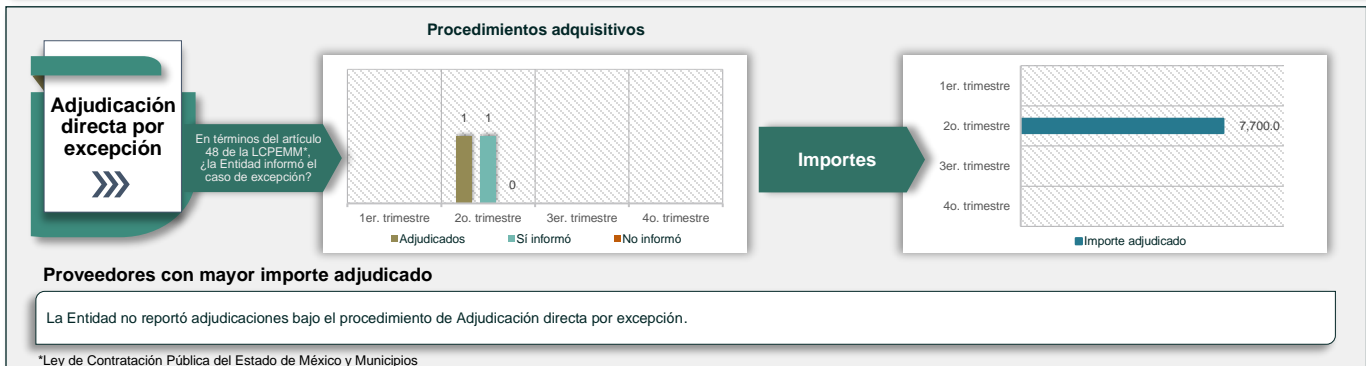 Procedimientos adquisitivos
Adjudicación
directa por
excepción
En términos del artículo
48 de la LCPEMM*,
¿la Entidad informó el
caso de excepción?
1 1
0
1er. trimestre 2o. trimestre 3er. trimestre 4o. trimestre
Adjudicados Sí informó No informó
Importes
1er. trimestre
2o. trimestre 7,700.0
3er. trimestre
4o. trimestre
Importe adjudicado
Proveedores con mayor importe adjudicado
La Entidad no reportó adjudicaciones bajo el procedimiento de Adjudicación directa por excepción.
*Ley de Contratación Pública del Estado de México y Municipios